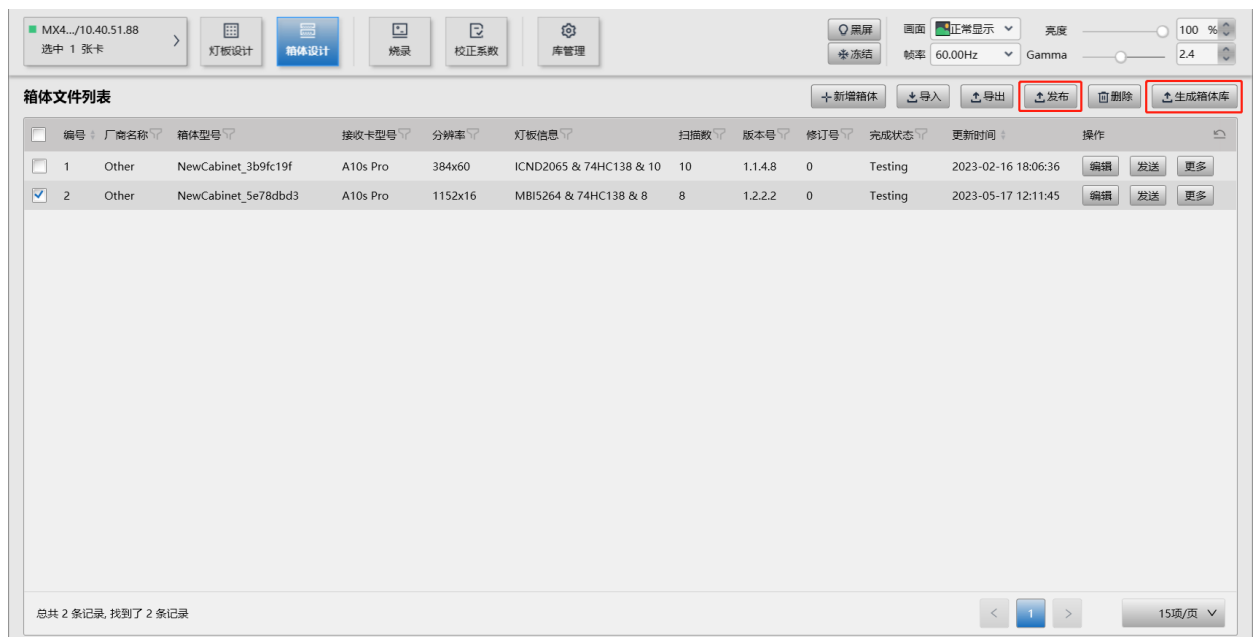 MX4.../10.40.51.88
选中 1 张卡
灯板设计
箱体设计
烧录
校正系数
库管理
黑屏
冻结
画面 正常显示 亮度 100 %
帧率 60.00Hz Gamma 2.4
箱体文件列表
新增箱体 导入 导出 发布 删除 生成箱体库
编号 厂商名称 箱体型号 接收卡型号 分辨率 灯板信息 扫描数 版本号 修订号 完成状态 更新时间 操作
1 Other NewCabinet_3b9fc19f A10s Pro 384x60 ICND2065 & 74HC138 & 10 10 1.1.4.8 0 Testing 2023-02-16 18:06:36 编辑 发送 更多
2 Other NewCabinet_5e78dbd3 A10s Pro 1152x16 MBI5264 & 74HC138 & 8 8 1.2.2.2 0 Testing 2023-05-17 12:11:45 编辑 发送 更多
总共 2 条记录, 找到了 2 条记录
< 1 >
15项/页